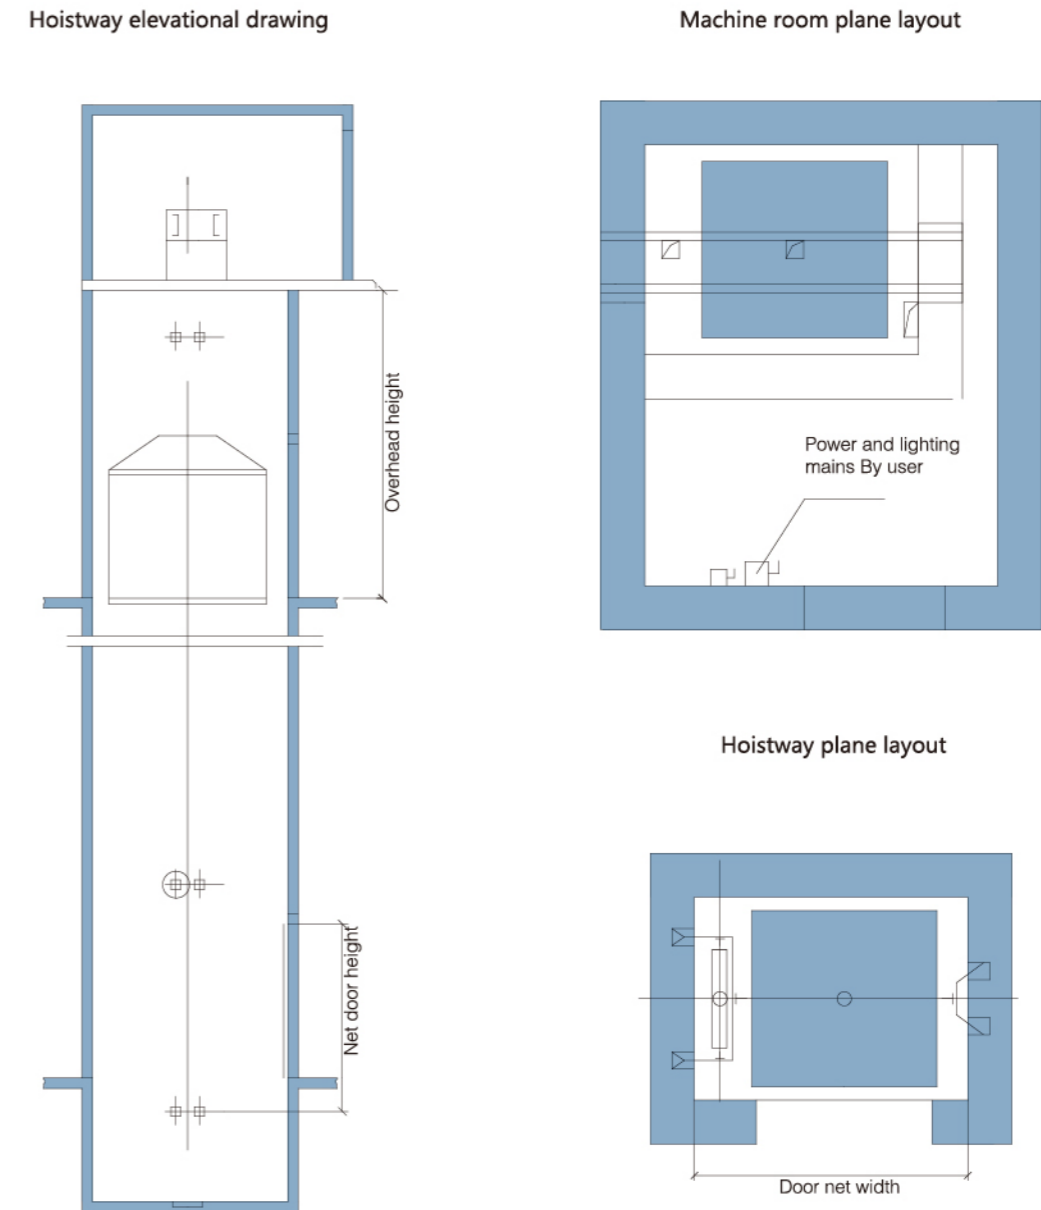 Hoistway elevational drawing
Machine room plane layout
Overhead height
Power and lighting
mains By user
Hoistway plane layout
Net door height
Door net width